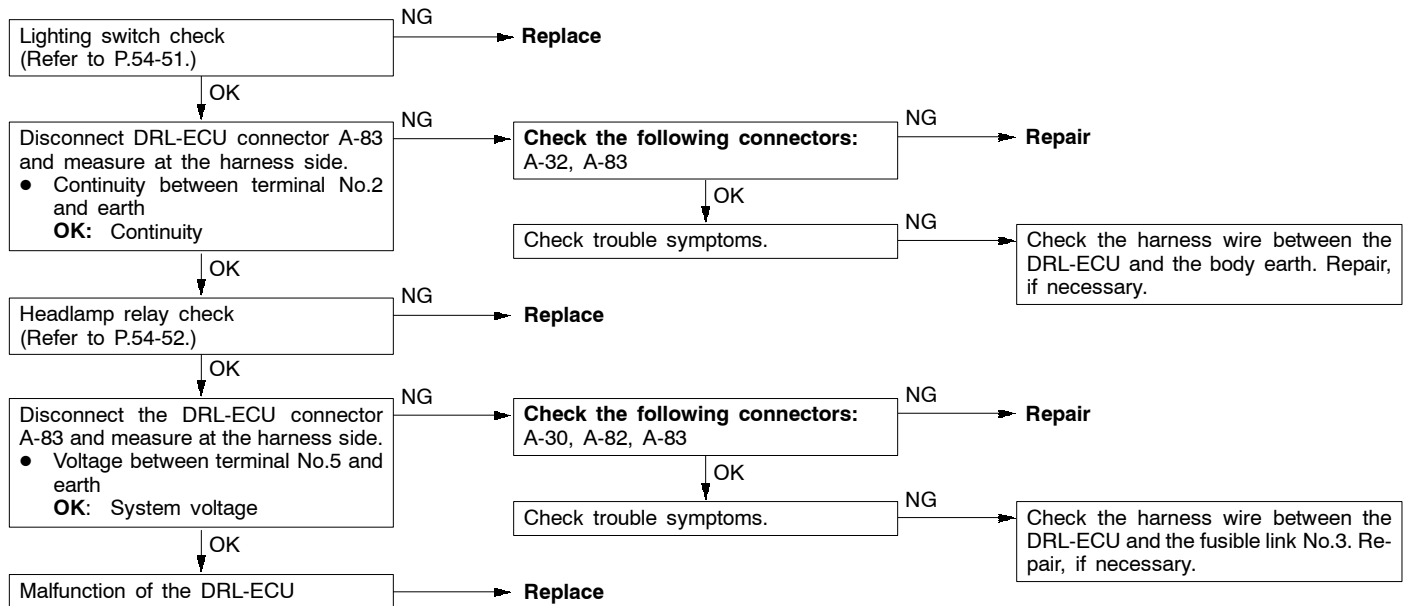 Lighting switch check
(Refer to P.54-51.)
NG
Replace
OK
Disconnect DRL-ECU connector A-83
and measure at the harness side.
● Continuity between terminal No.2
and earth
OK: Continuity
NG
Check the following connectors:
A-32, A-83
NG
Repair
OK
Check trouble symptoms.
NG
Check the harness wire between the
DRL-ECU and the body earth. Repair,
if necessary.
OK
Headlamp relay check
(Refer to P.54-52.)
NG
Replace
OK
Disconnect the DRL-ECU connector
A-83 and measure at the harness side.
● Voltage between terminal No.5 and
earth
OK: System voltage
NG
Check the following connectors:
A-30, A-82, A-83
NG
Repair
OK
Check trouble symptoms.
NG
Check the harness wire between the
DRL-ECU and the fusible link No.3. Re-
pair, if necessary.
OK
Malfunction of the DRL-ECU
Replace